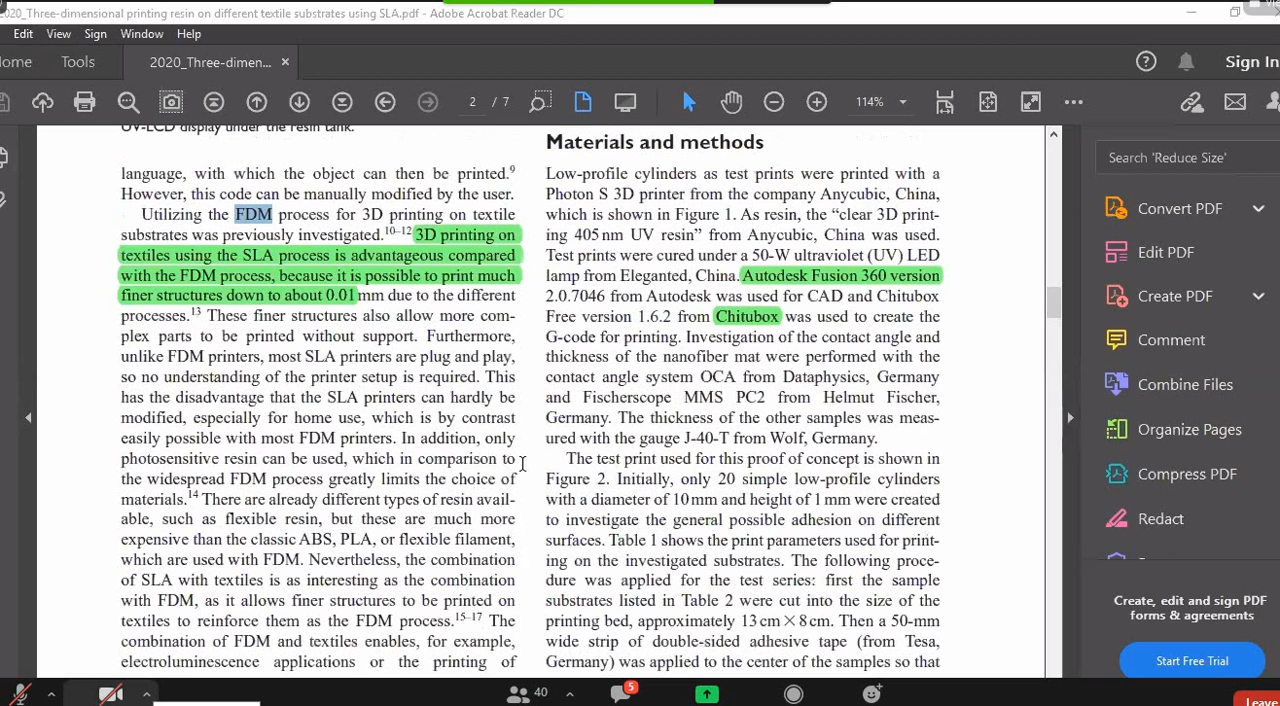 2020_Three-dimensional printing resin on different textile substrates using SLA.pdf - Adobe Acrobat Reader DC
Edit View Sign Window Help
Home Tools 2020_Three-dimen... ×
Sign In
2 / 7
114%
UV-LCD display under the resin tank.
language, with which the object can then be printed.9
However, this code can be manually modified by the user.
Utilizing the FDM process for 3D printing on textile
substrates was previously investigated.10–12 3D printing on
textiles using the SLA process is advantageous compared
with the FDM process, because it is possible to print much
finer structures down to about 0.01 mm due to the different
processes.13 These finer structures also allow more com-
plex parts to be printed without support. Furthermore,
unlike FDM printers, most SLA printers are plug and play,
so no understanding of the printer setup is required. This
has the disadvantage that the SLA printers can hardly be
modified, especially for home use, which is by contrast
easily possible with most FDM printers. In addition, only
photosensitive resin can be used, which in comparison to
the widespread FDM process greatly limits the choice of
materials.14 There are already different types of resin avail-
able, such as flexible resin, but these are much more
expensive than the classic ABS, PLA, or flexible filament,
which are used with FDM. Nevertheless, the combination
of SLA with textiles is as interesting as the combination
with FDM, as it allows finer structures to be printed on
textiles to reinforce them as the FDM process.15–17 The
combination of FDM and textiles enables, for example,
electroluminescence applications or the printing of
Materials and methods
Low-profile cylinders as test prints were printed with a
Photon S 3D printer from the company Anycubic, China,
which is shown in Figure 1. As resin, the “clear 3D print-
ing 405 nm UV resin” from Anycubic, China was used.
Test prints were cured under a 50-W ultraviolet (UV) LED
lamp from Eleganted, China. Autodesk Fusion 360 version
2.0.7046 from Autodesk was used for CAD and Chitubox
Free version 1.6.2 from Chitubox was used to create the
G-code for printing. Investigation of the contact angle and
thickness of the nanofiber mat were performed with the
contact angle system OCA from Dataphysics, Germany
and Fischerscope MMS PC2 from Helmut Fischer,
Germany. The thickness of the other samples was meas-
ured with the gauge J-40-T from Wolf, Germany.
The test print used for this proof of concept is shown in
Figure 2. Initially, only 20 simple low-profile cylinders
with a diameter of 10 mm and height of 1 mm were created
to investigate the general possible adhesion on different
surfaces. Table 1 shows the print parameters used for print-
ing on the investigated substrates. The following proce-
dure was applied for the test series: first the sample
substrates listed in Table 2 were cut into the size of the
printing bed, approximately 13 cm × 8 cm. Then a 50-mm
wide strip of double-sided adhesive tape (from Tesa,
Germany) was applied to the center of the samples so that
Search 'Reduce Size'
Convert PDF
Edit PDF
Create PDF
Comment
Combine Files
Organize Pages
Compress PDF
Redact
Create, edit and sign PDF
forms & agreements
Start Free Trial
40
5
Leave